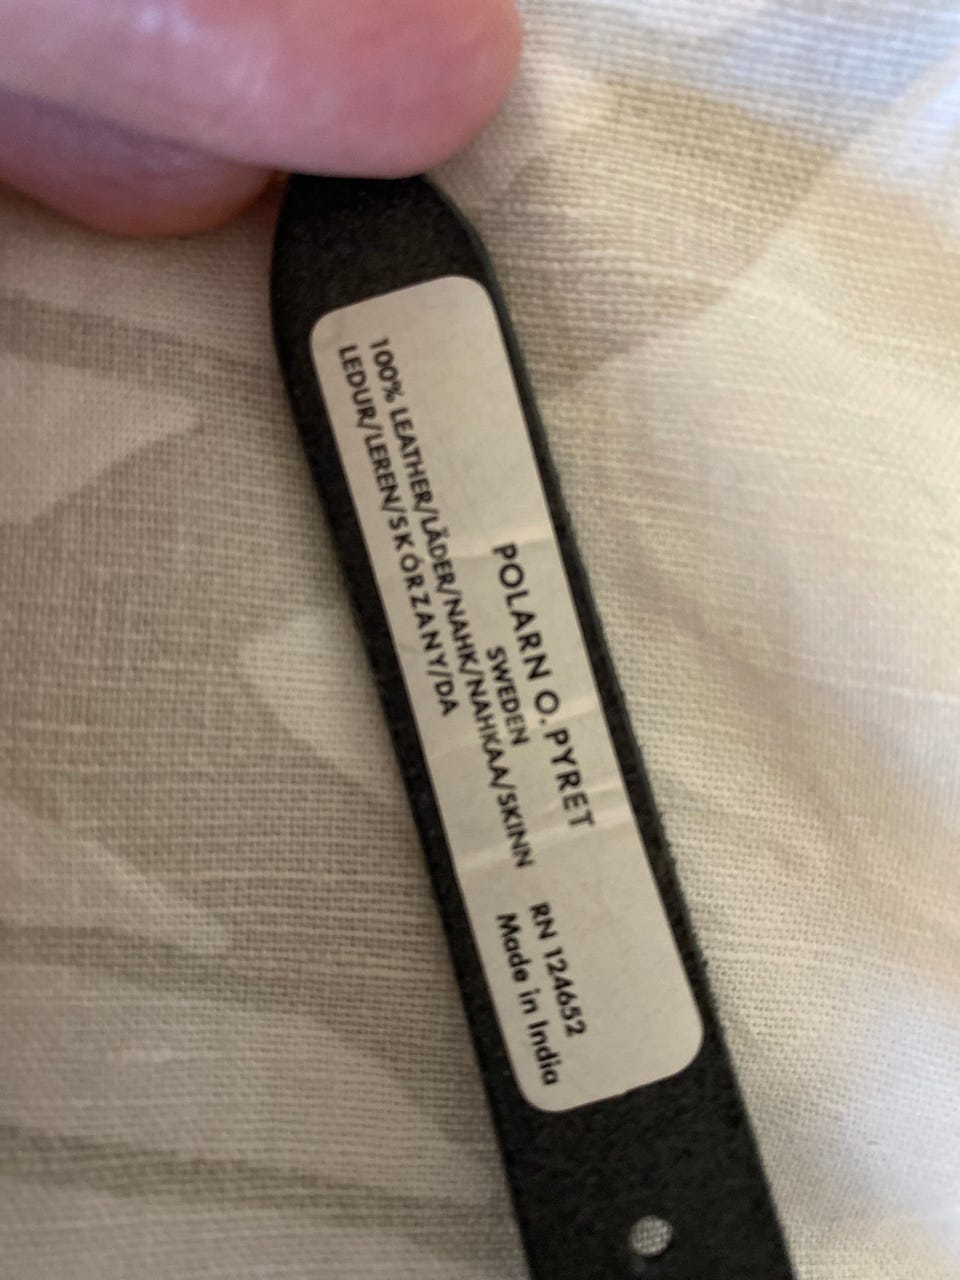 POLARN O. PYRET
SWEDEN
100% LEATHER/LÄDER/NAHK/NAHKAA/SKINN
LEDUR/LEREN/SKÓRZANY/DA
RN 124652
Made in India